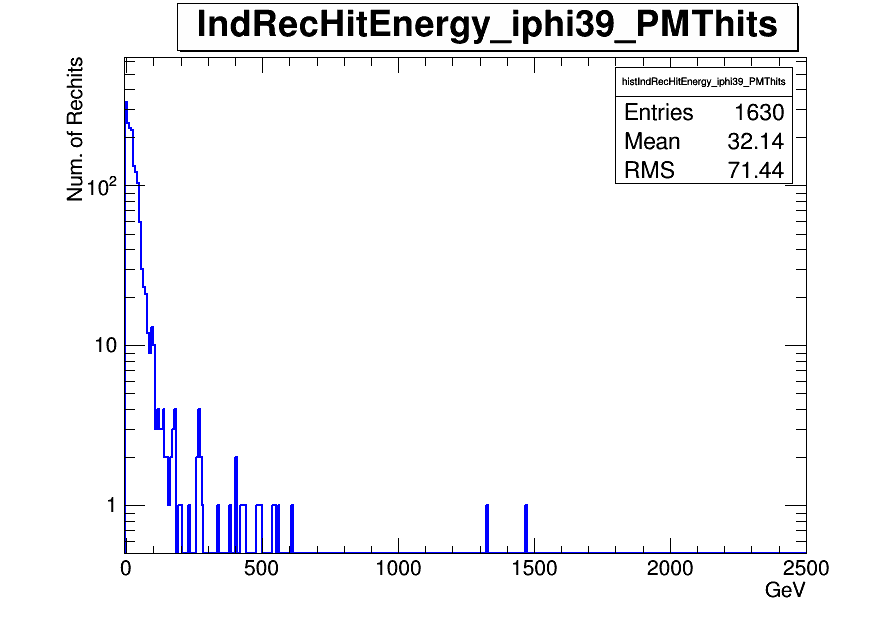 IndRecHitEnergy_iphi39_PMThits
histIndRecHitEnergy_iphi39_PMThits
Entries 1630
Mean 32.14
RMS 71.44
Num. of Rechits
10²
10
1
0 500 1000 1500 2000 2500
GeV